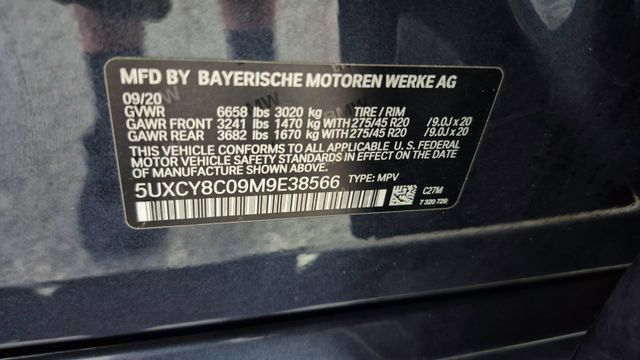 MFD BY BAYERISCHE MOTOREN WERKE AG
09/20
GVWR 6658 lbs 3020 kg TIRE / RIM
GAWR FRONT 3241 lbs 1470 kg WITH 275/45 R20 / 9.0J x 20
GAWR REAR 3682 lbs 1670 kg WITH 275/45 R20 / 9.0J x 20
THIS VEHICLE CONFORMS TO ALL APPLICABLE U. S. FEDERAL
MOTOR VEHICLE SAFETY STANDARDS IN EFFECT ON THE DATE
OF MANUFACTURE SHOWN ABOVE.
5UXCY8C09M9E38566 TYPE: MPV
C27M
7 320 729